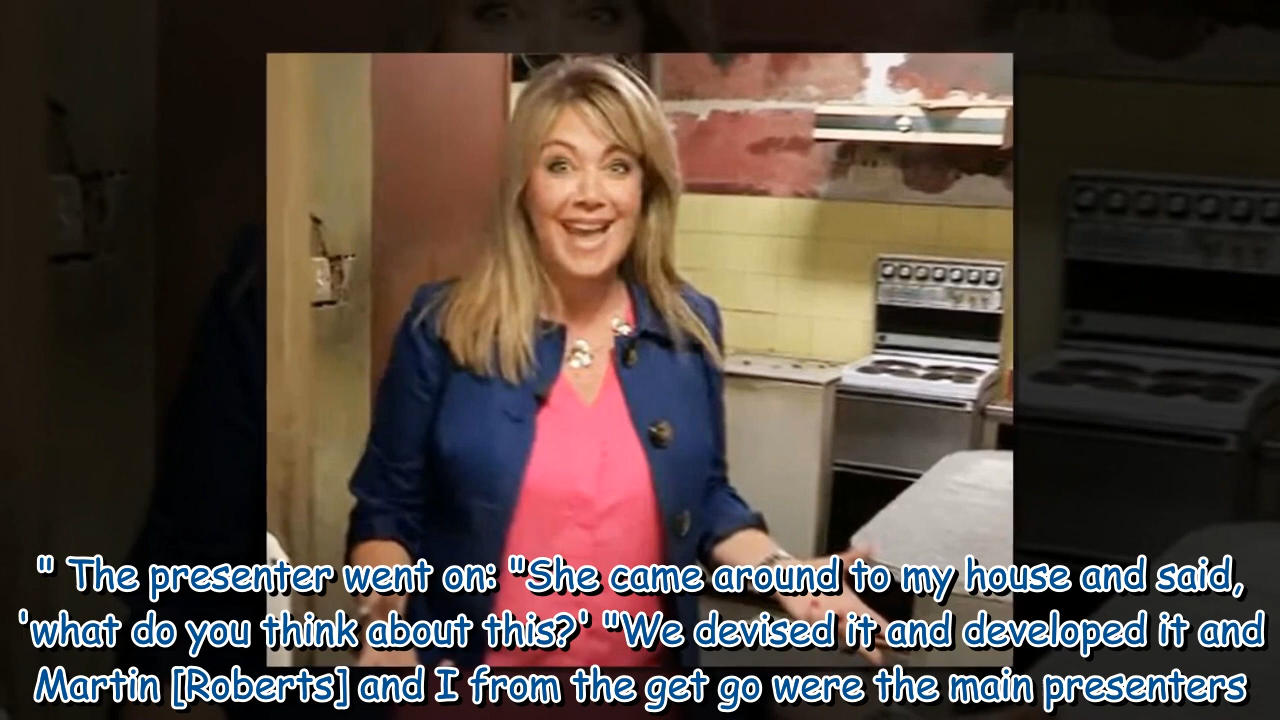 " The presenter went on: "She came around to my house and said,
'what do you think about this?' "We devised it and developed it and
Martin [Roberts] and I from the get go were the main presenters